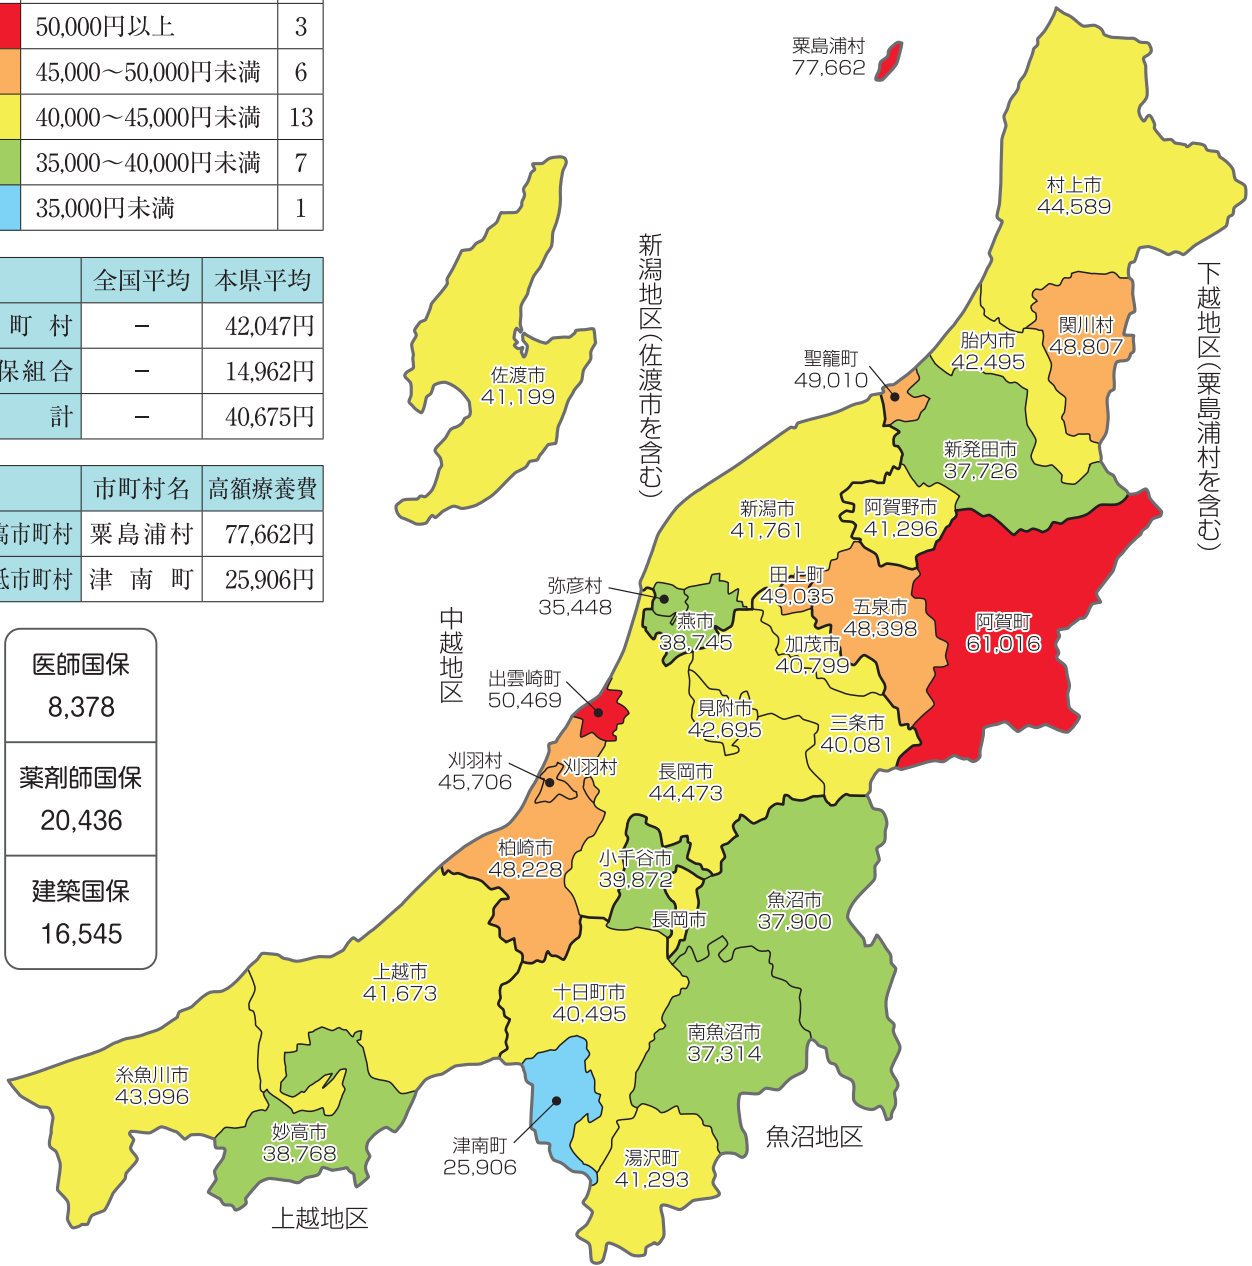 50,000円以上 3
45,000～50,000円未満 6
40,000～45,000円未満 13
35,000～40,000円未満 7
35,000円未満 1
全国平均 本県平均
町村 − 42,047円
保組合 − 14,962円
計 − 40,675円
市町村名 高額療養費
高市町村 粟島浦村 77,662円
低市町村 津南町 25,906円
医師国保
8,378
薬剤師国保
20,436
建築国保
16,545
粟島浦村
77,662
村上市
44,589
新潟地区(佐渡市を含む)
下越地区(粟島浦村を含む)
関川村
48,807
胎内市
42,495
聖籠町
49,010
佐渡市
41,199
新発田市
37,726
新潟市
41,761
阿賀野市
41,296
田上町
49,035
弥彦村
35,448
五泉市
48,398
阿賀町
61,016
燕市
38,745
加茂市
40,799
中越地区
出雲崎町
50,469
見附市
42,695
三条市
40,081
刈羽村
45,706
刈羽村
長岡市
44,473
柏崎市
48,228
小千谷市
39,872
魚沼市
37,900
長岡市
上越市
41,673
十日町市
40,495
南魚沼市
37,314
糸魚川市
43,996
妙高市
38,768
津南町
25,906
湯沢町
41,293
魚沼地区
上越地区